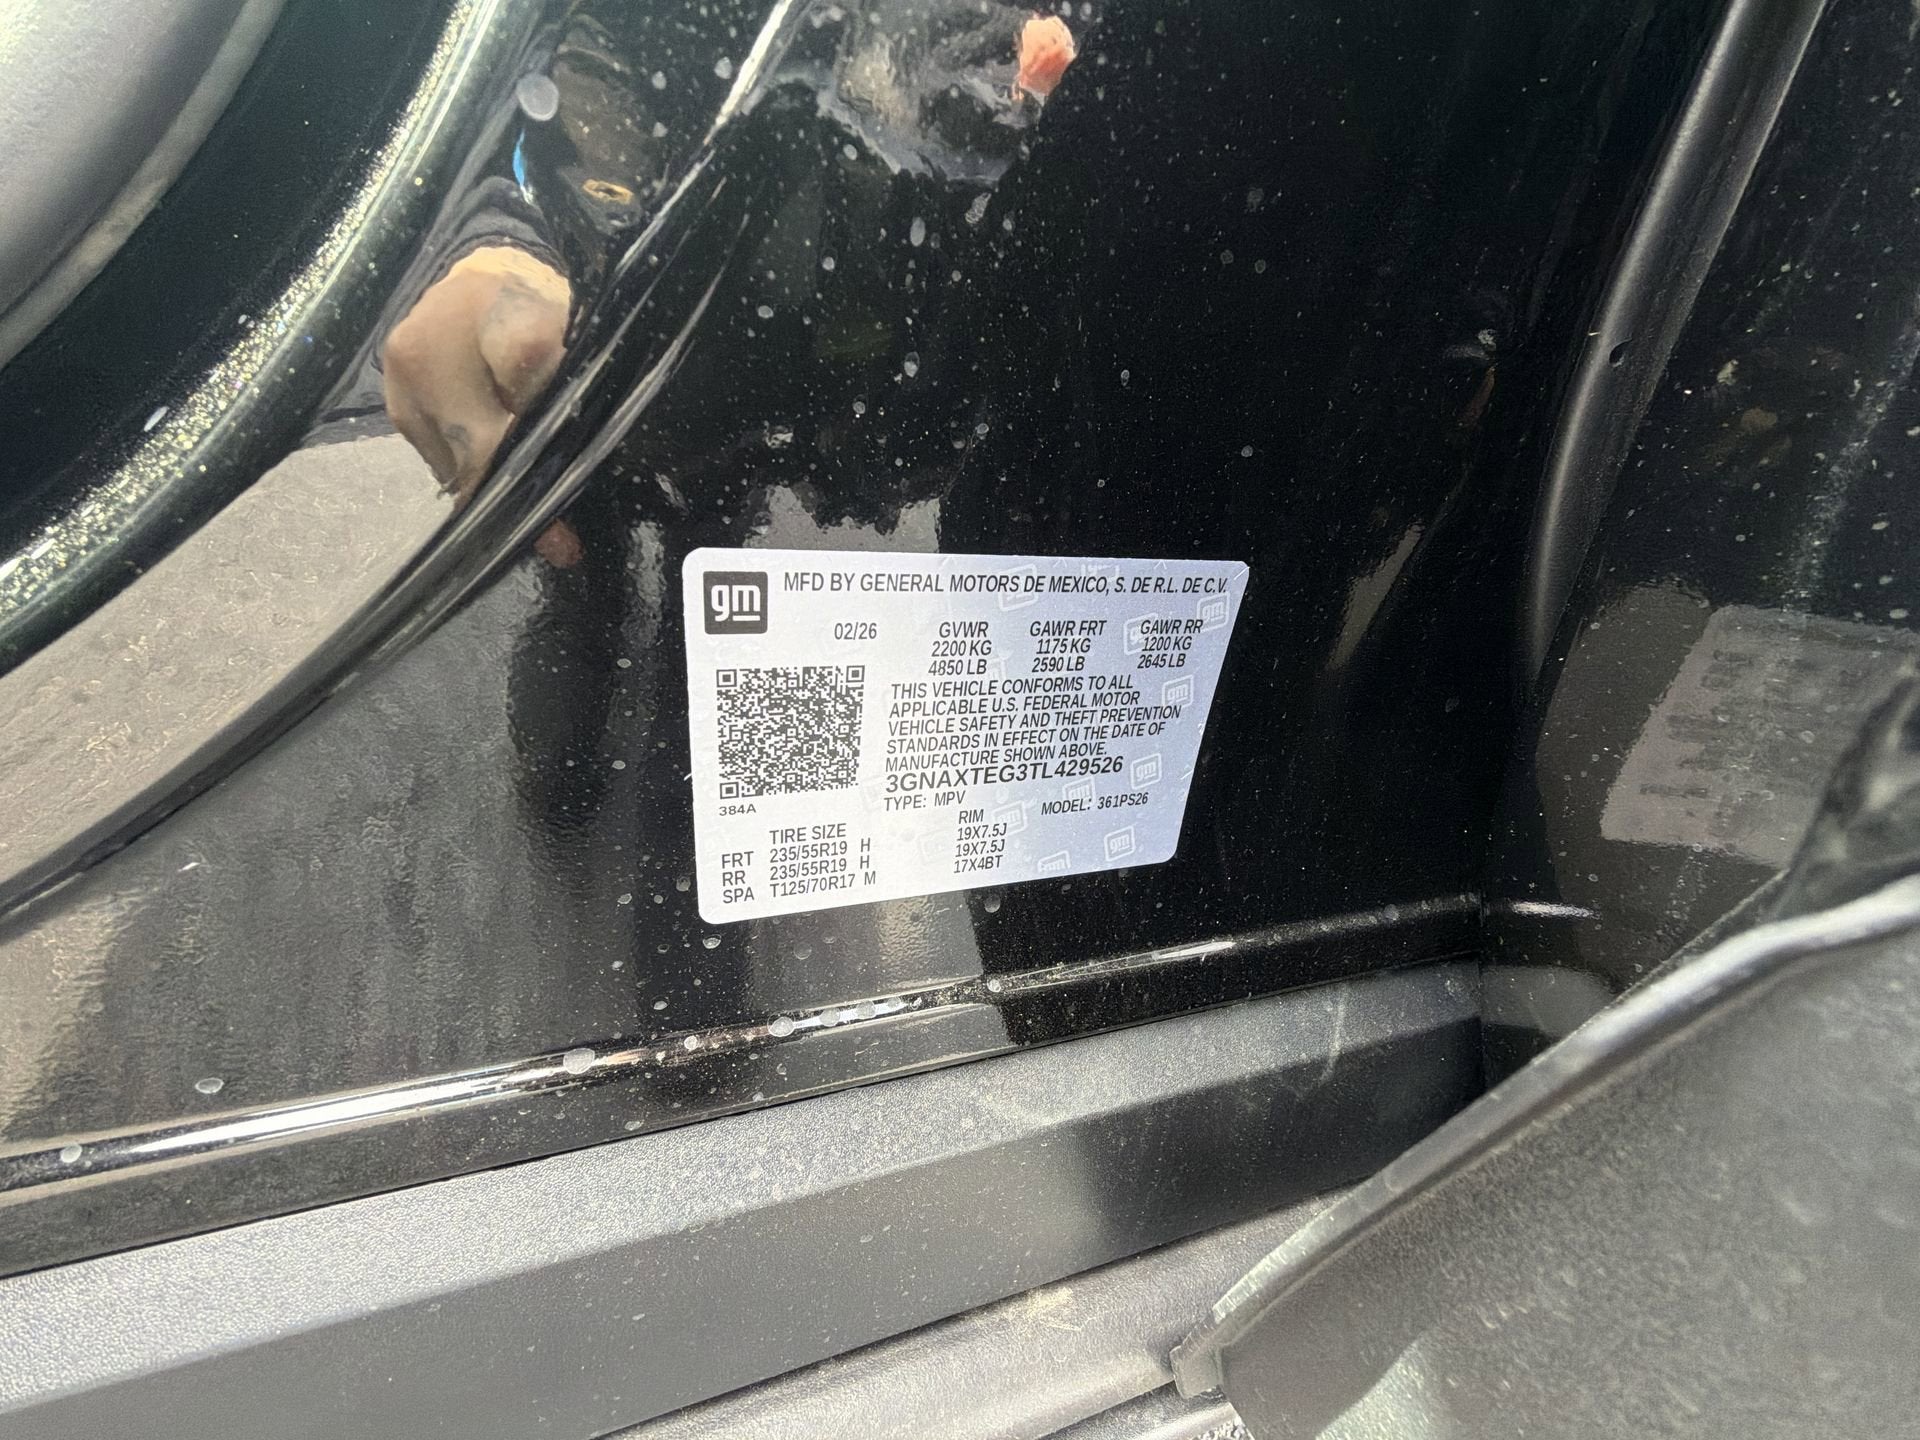 gm
MFD BY GENERAL MOTORS DE MEXICO, S. DE R.L. DE C.V.
02/26 GVWR GAWR FRT GAWR RR
2200 KG 1175 KG 1200 KG
4850 LB 2590 LB 2645 LB
THIS VEHICLE CONFORMS TO ALL
APPLICABLE U.S. FEDERAL MOTOR
VEHICLE SAFETY AND THEFT PREVENTION
STANDARDS IN EFFECT ON THE DATE OF
MANUFACTURE SHOWN ABOVE.
3GNAXTEG3TL429526
384A TYPE: MPV MODEL: 361PS26
TIRE SIZE RIM
FRT 235/55R19 H 19X7.5J
RR 235/55R19 H 19X7.5J
SPA T125/70R17 M 17X4BT